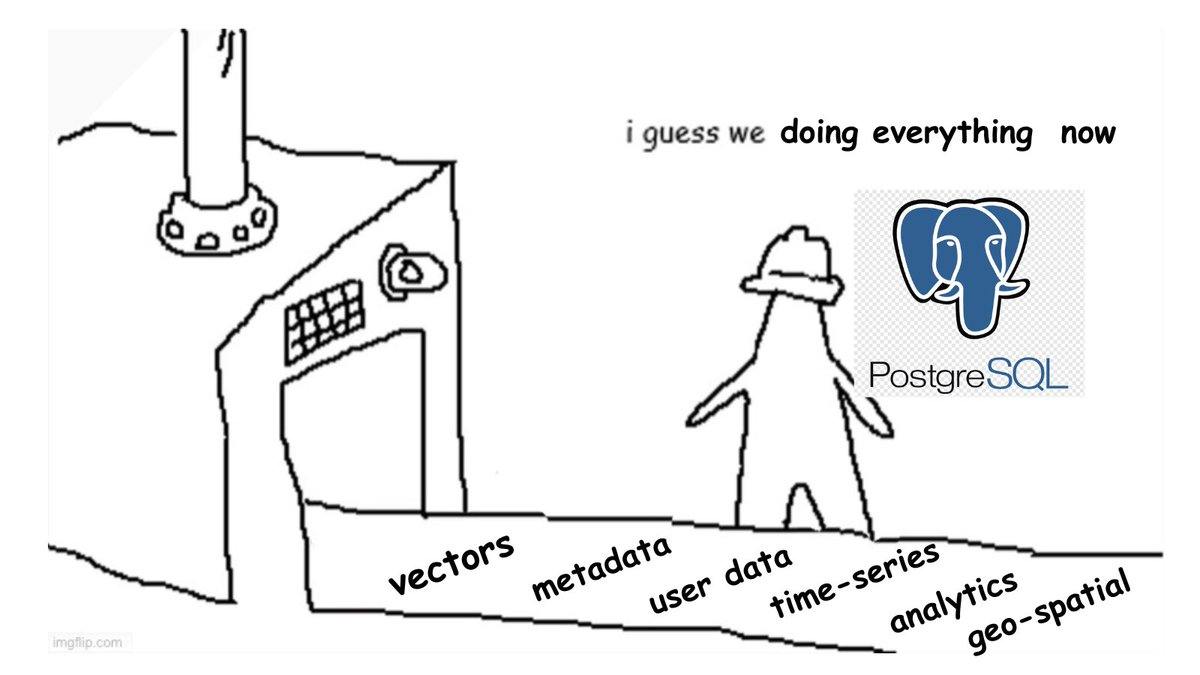 i guess we doing everything now
PostgreSQL
vectors
metadata
user data
time-series
analytics
geo-spatial
imgflip.com